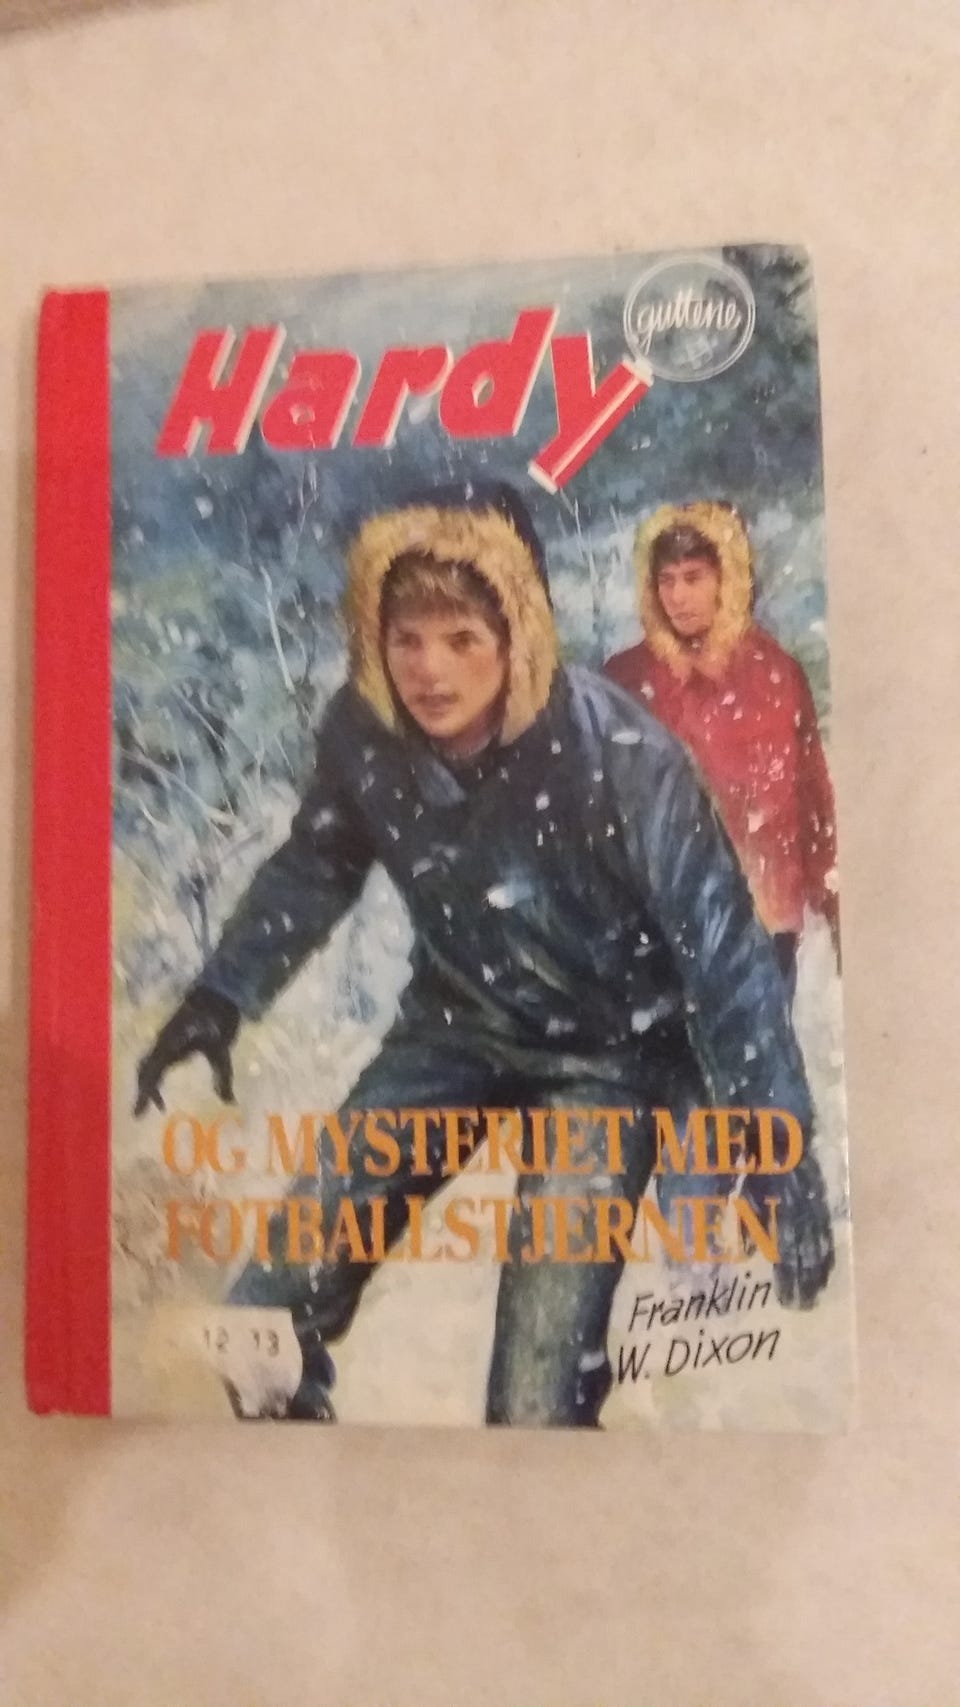 Hardy
guttene
OG MYSTERIET MED
FOTBALLSTJERNEN
Franklin
W. Dixon
12 13